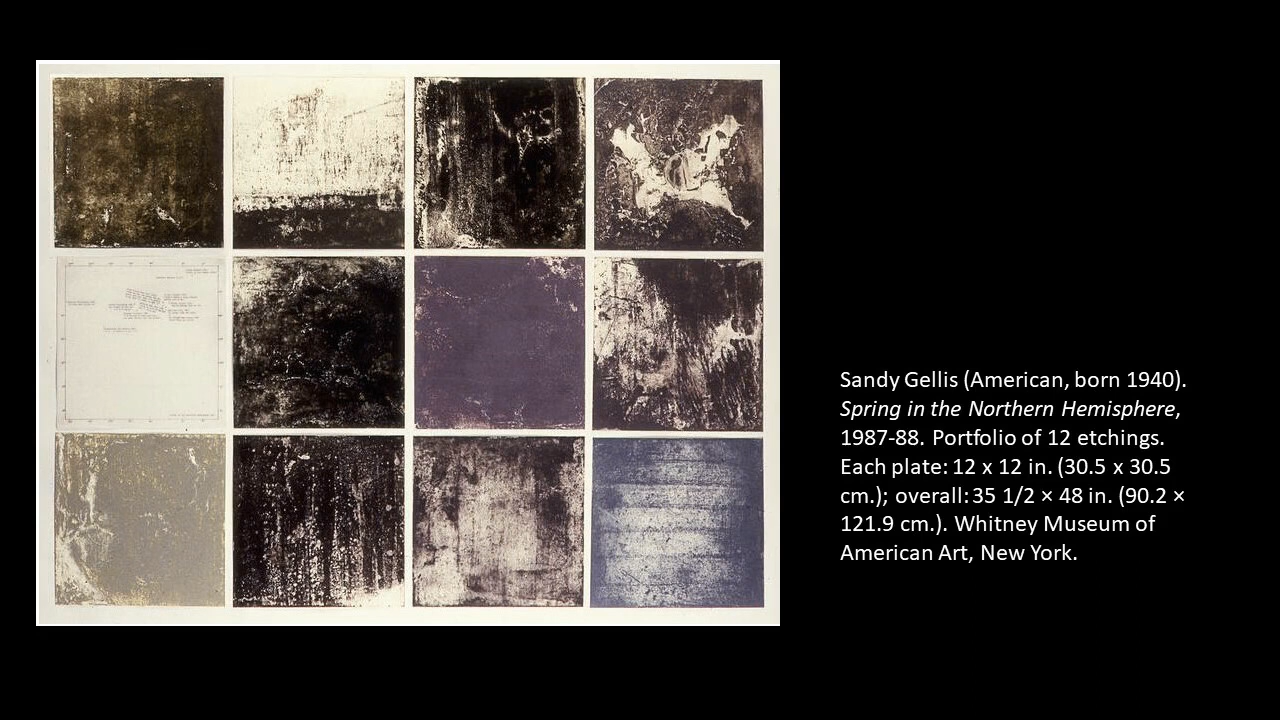 Sandy Gellis (American, born 1940).
Spring in the Northern Hemisphere,
1987-88. Portfolio of 12 etchings.
Each plate: 12 x 12 in. (30.5 x 30.5
cm.); overall: 35 1/2 × 48 in. (90.2 ×
121.9 cm.). Whitney Museum of
American Art, New York.